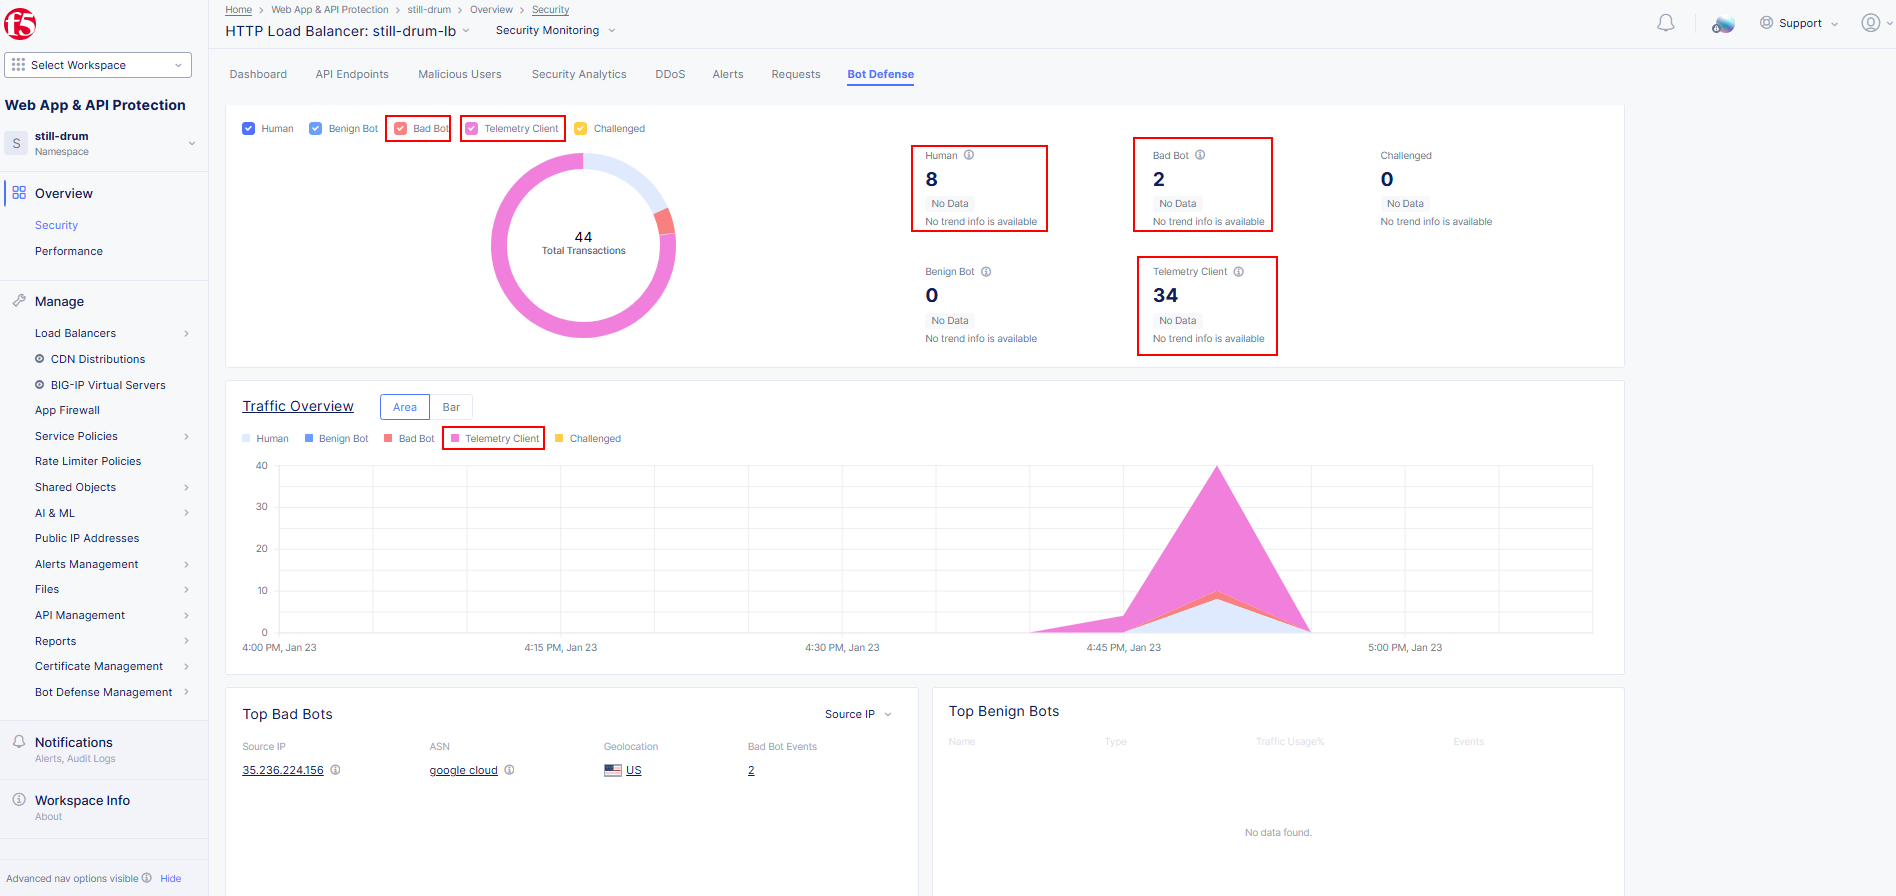 f5
Home > Web App & API Protection > still-drum > Overview > Security
HTTP Load Balancer: still-drum-lb
Security Monitoring
Support
Select Workspace
Web App & API Protection
S
still-drum
Namespace
Overview
Security
Performance
Manage
Load Balancers
CDN Distributions
BIG-IP Virtual Servers
App Firewall
Service Policies
Rate Limiter Policies
Shared Objects
AI & ML
Public IP Addresses
Alerts Management
Files
API Management
Reports
Certificate Management
Bot Defense Management
Notifications
Alerts, Audit Logs
Workspace Info
About
Advanced nav options visible Hide
Dashboard API Endpoints Malicious Users Security Analytics DDoS Alerts Requests Bot Defense
Human Benign Bot Bad Bot Telemetry Client Challenged
44
Total Transactions
Human
8
No Data
No trend info is available
Bad Bot
2
No Data
No trend info is available
Challenged
0
No Data
No trend info is available
Benign Bot
0
No Data
No trend info is available
Telemetry Client
34
No Data
No trend info is available
Traffic Overview
Area Bar
Human Benign Bot Bad Bot Telemetry Client Challenged
40
30
20
10
0
4:00 PM, Jan 23 4:15 PM, Jan 23 4:30 PM, Jan 23 4:45 PM, Jan 23 5:00 PM, Jan 23
Top Bad Bots
Source IP
Source IP ASN Geolocation Bad Bot Events
35.236.224.156 google cloud US 2
Top Benign Bots
Name Type Traffic Usage% Events
No data found.